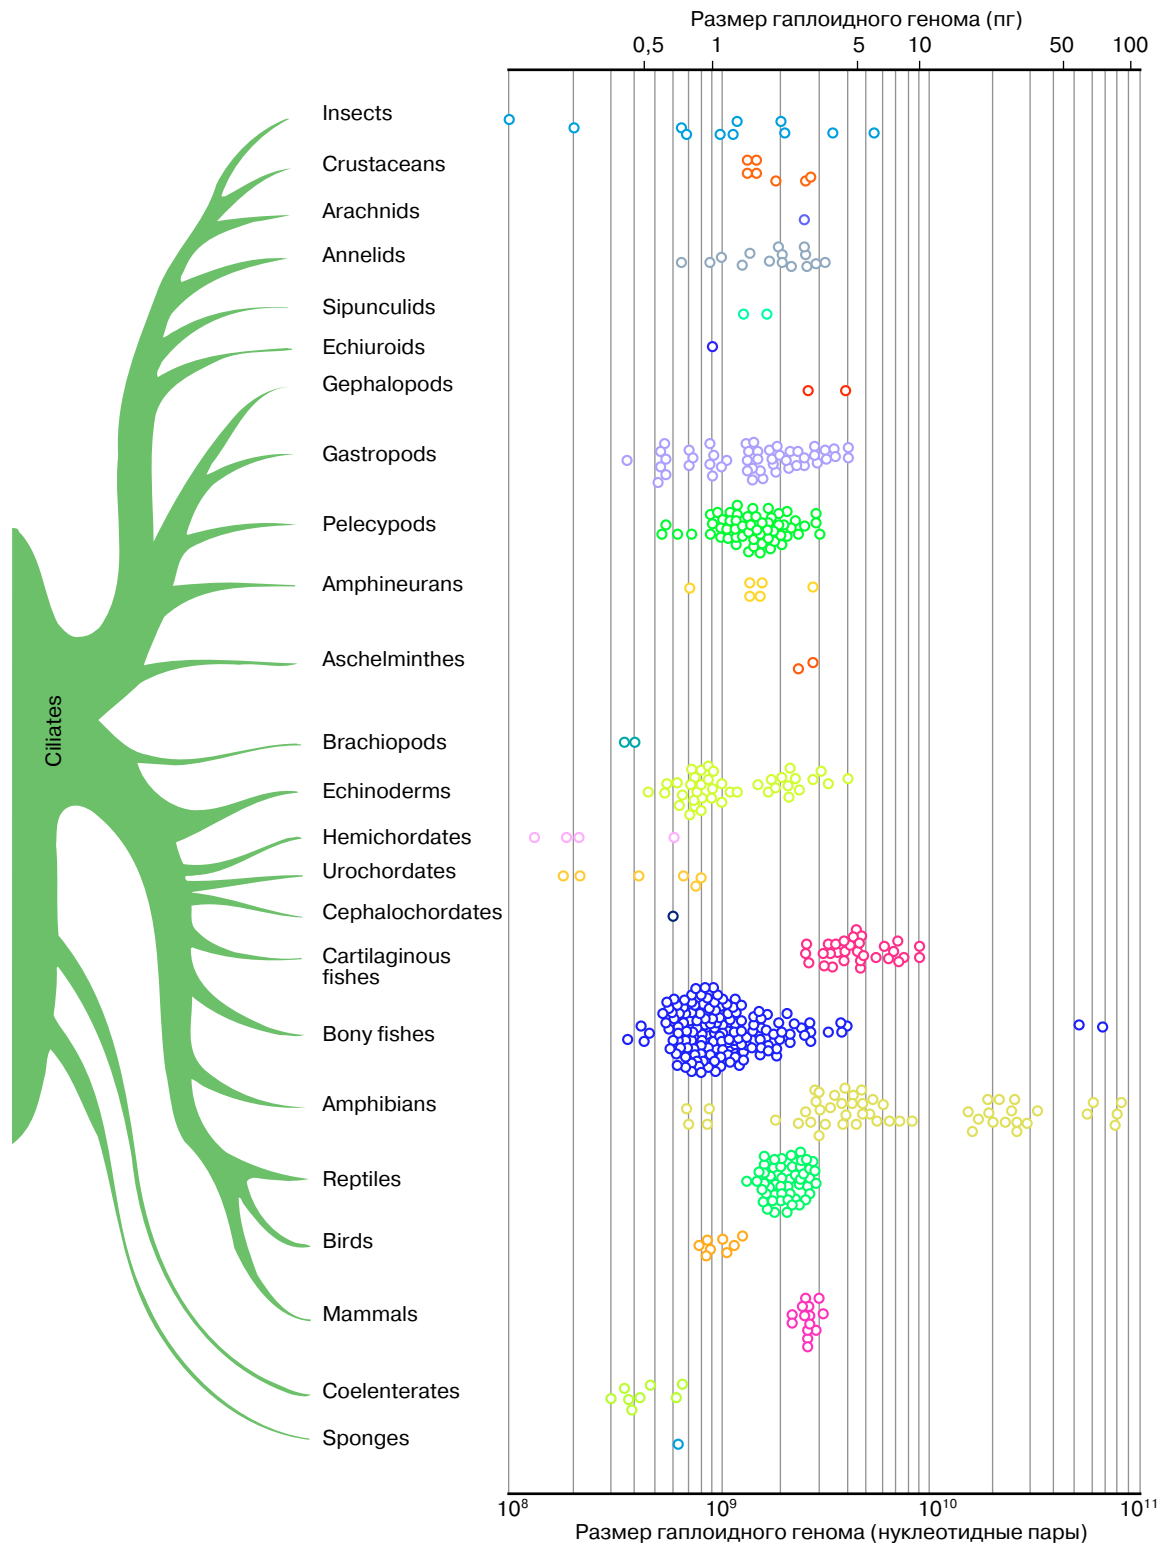 Размер гаплоидного генома (пг)
0,5 1 5 10 50 100
Insects
Crustaceans
Arachnids
Annelids
Sipunculids
Echiuroids
Gephalopods
Gastropods
Pelecypods
Amphineurans
Aschelminthes
Ciliates
Brachiopods
Echinoderms
Hemichordates
Urochordates
Cephalochordates
Cartilaginous
fishes
Bony fishes
Amphibians
Reptiles
Birds
Mammals
Coelenterates
Sponges
10⁸ 10⁹ 10¹⁰ 10¹¹
Размер гаплоидного генома (нуклеотидные пары)